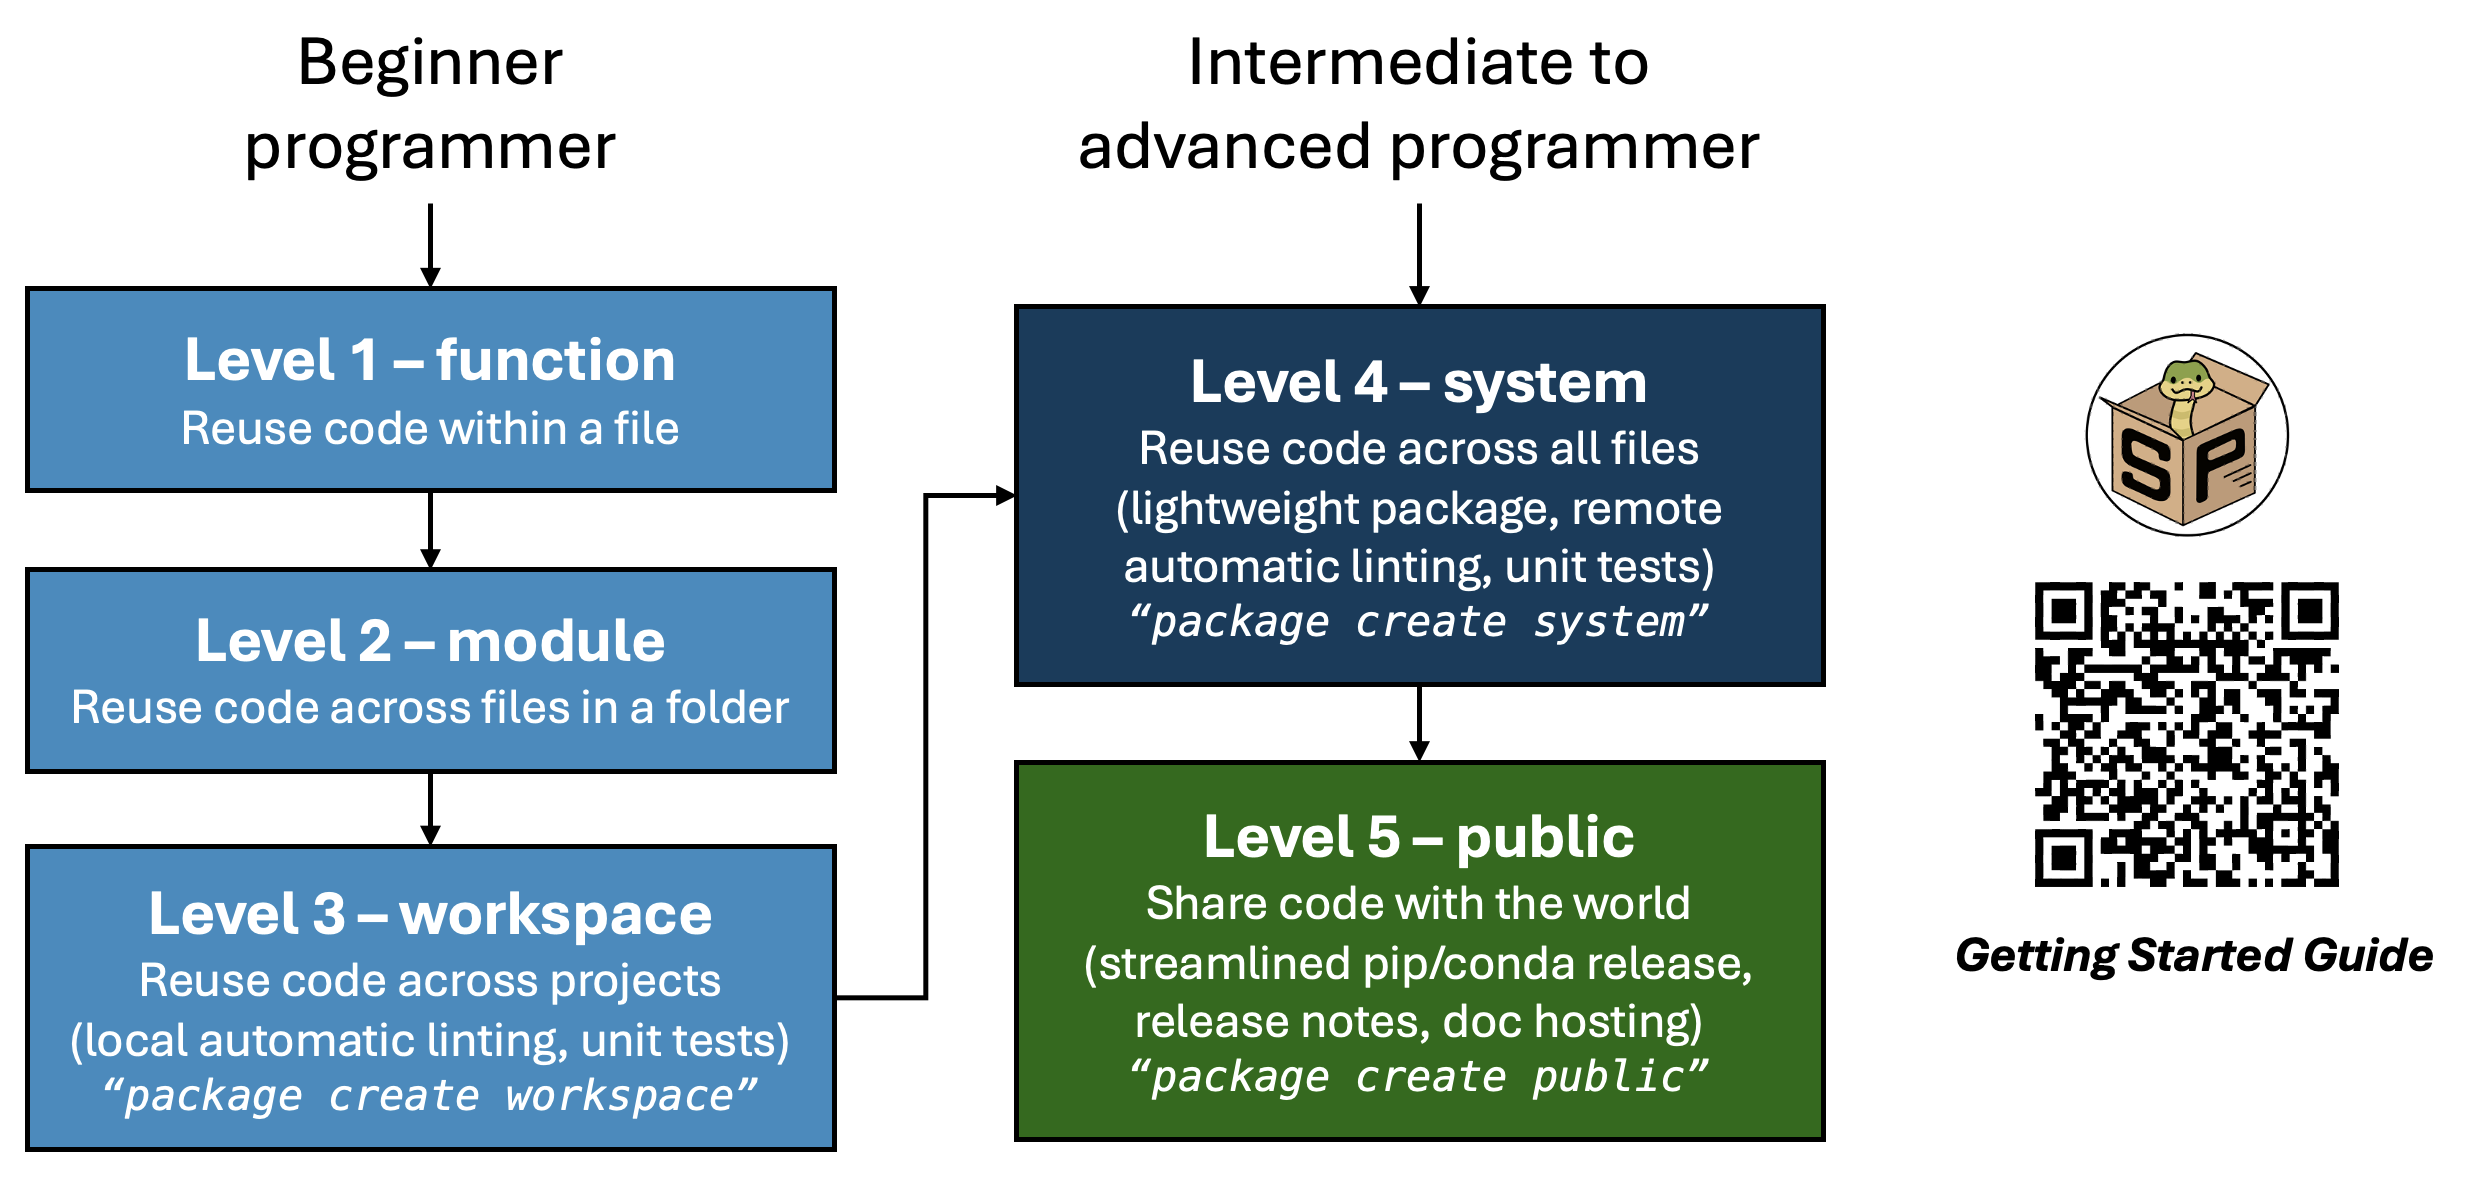 Beginner
programmer
Level 1 – function
Reuse code within a file
Level 2 – module
Reuse code across files in a folder
Level 3 – workspace
Reuse code across projects
(local automatic linting, unit tests)
“package create workspace”
Intermediate to
advanced programmer
Level 4 – system
Reuse code across all files
(lightweight package, remote
automatic linting, unit tests)
“package create system”
Level 5 – public
Share code with the world
(streamlined pip/conda release,
release notes, doc hosting)
“package create public”
SP
Getting Started Guide